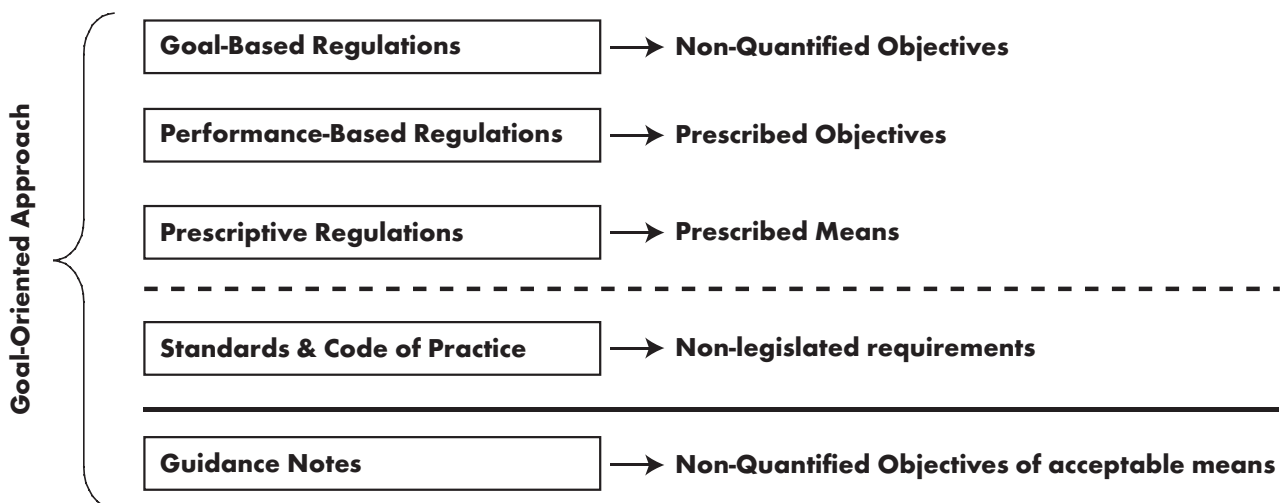 Goal-Oriented Approach
Goal-Based Regulations
Non-Quantified Objectives
Performance-Based Regulations
Prescribed Objectives
Prescriptive Regulations
Prescribed Means
Standards & Code of Practice
Non-legislated requirements
Guidance Notes
Non-Quantified Objectives of acceptable means